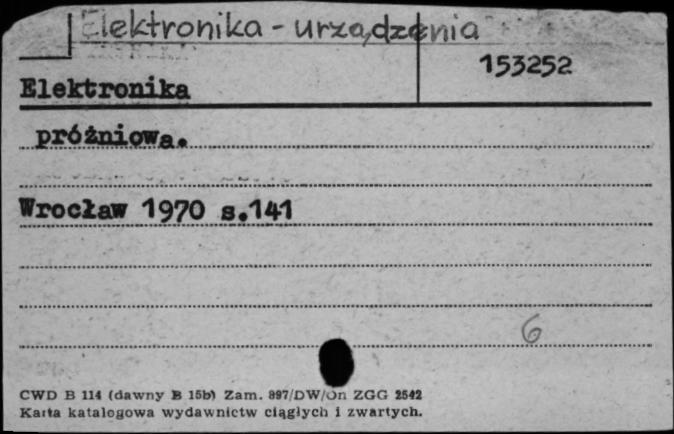 Elektronika - urządzenia
153252
Elektronika
próżniowa.
Wrocław 1970 s.141
6
CWD B 114 (dawny B 15b) Zam. 897/DW/On ZGG 2542
Karta katalogowa wydawnictw ciągłych i zwartych.